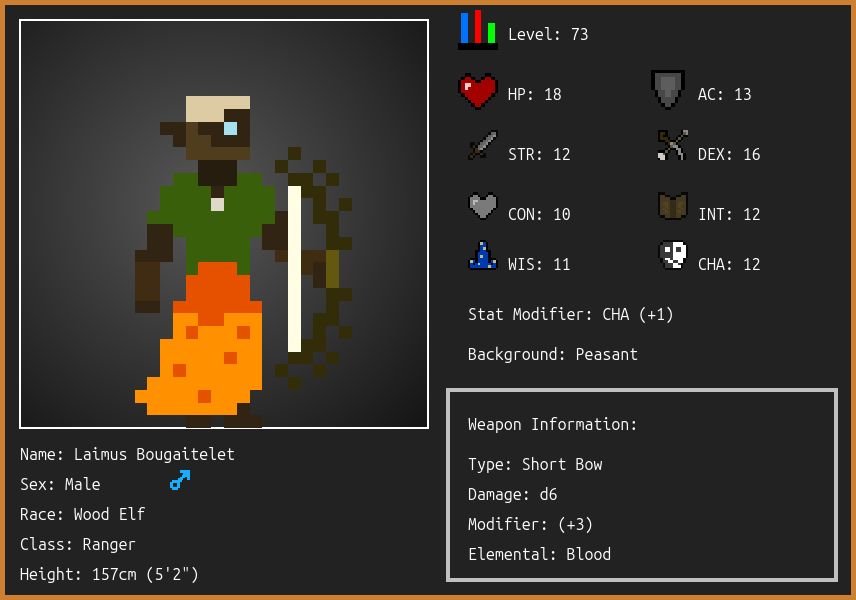 Level: 73
HP: 18
AC: 13
STR: 12
DEX: 16
CON: 10
INT: 12
WIS: 11
CHA: 12
Stat Modifier: CHA (+1)
Background: Peasant
Weapon Information:
Type: Short Bow
Damage: d6
Modifier: (+3)
Elemental: Blood
Name: Laimus Bougaitelet
Sex: Male
Race: Wood Elf
Class: Ranger
Height: 157cm (5'2")